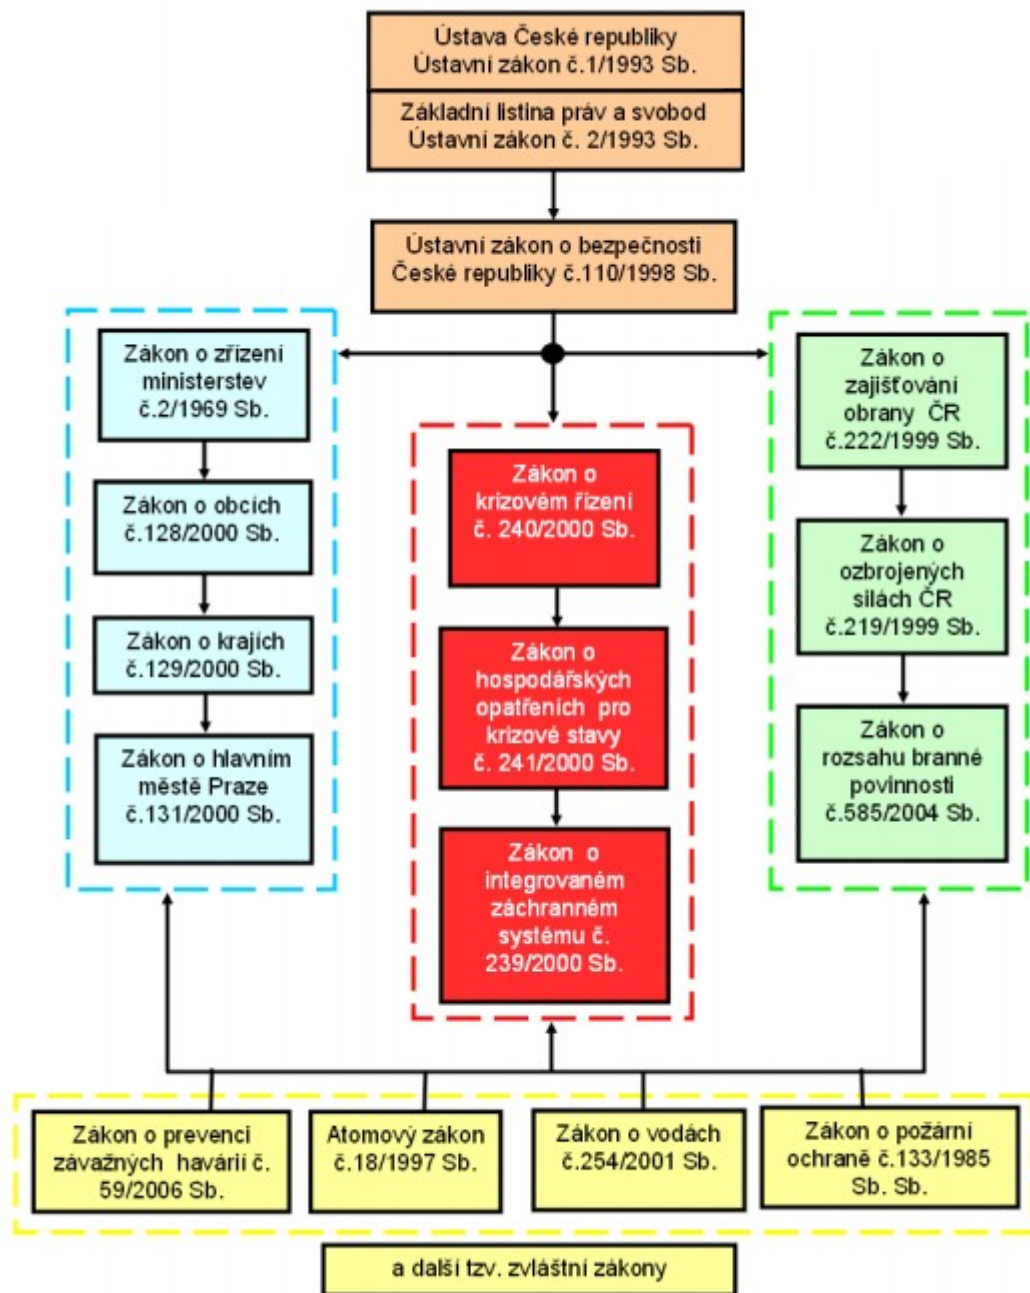 Ústava České republiky
Ústavní zákon č.1/1993 Sb.
Základní listina práv a svobod
Ústavní zákon č. 2/1993 Sb.
Ústavní zákon o bezpečnosti
České republiky č.110/1998 Sb.
Zákon o zřízení
ministerstev
č.2/1969 Sb.
Zákon o obcích
č.128/2000 Sb.
Zákon o krajích
č.129/2000 Sb.
Zákon o hlavním
městě Praze
č.131/2000 Sb.
Zákon o
krizovém řízení
č. 240/2000 Sb.
Zákon o
hospodářských
opatřeních pro
krizové stavy
č. 241/2000 Sb.
Zákon o
integrovaném
záchranném
systému č.
239/2000 Sb.
Zákon o
zajišťování
obrany ČR
č.222/1999 Sb.
Zákon o
ozbrojených
silách ČR
č.219/1999 Sb.
Zákon o
rozsahu branné
povinnosti
č.585/2004 Sb.
Zákon o prevenci
závažných havárií č.
59/2006 Sb.
Atomový zákon
č.18/1997 Sb.
Zákon o vodách
č.254/2001 Sb.
Zákon o požární
ochraně č.133/1985
Sb. Sb.
a další tzv. zvláštní zákony